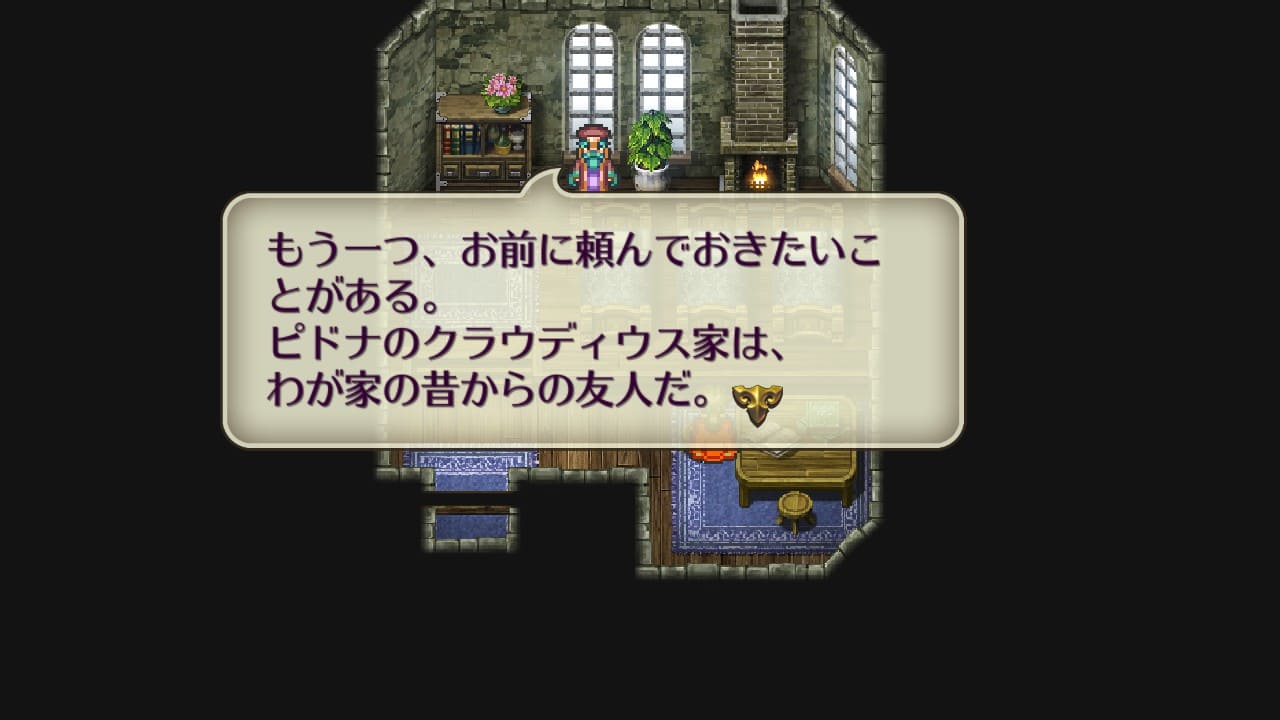 もう一つ、お前に頼んでおきたいこ
とがある。
ピドナのクラウディウス家は、
わが家の昔からの友人だ。